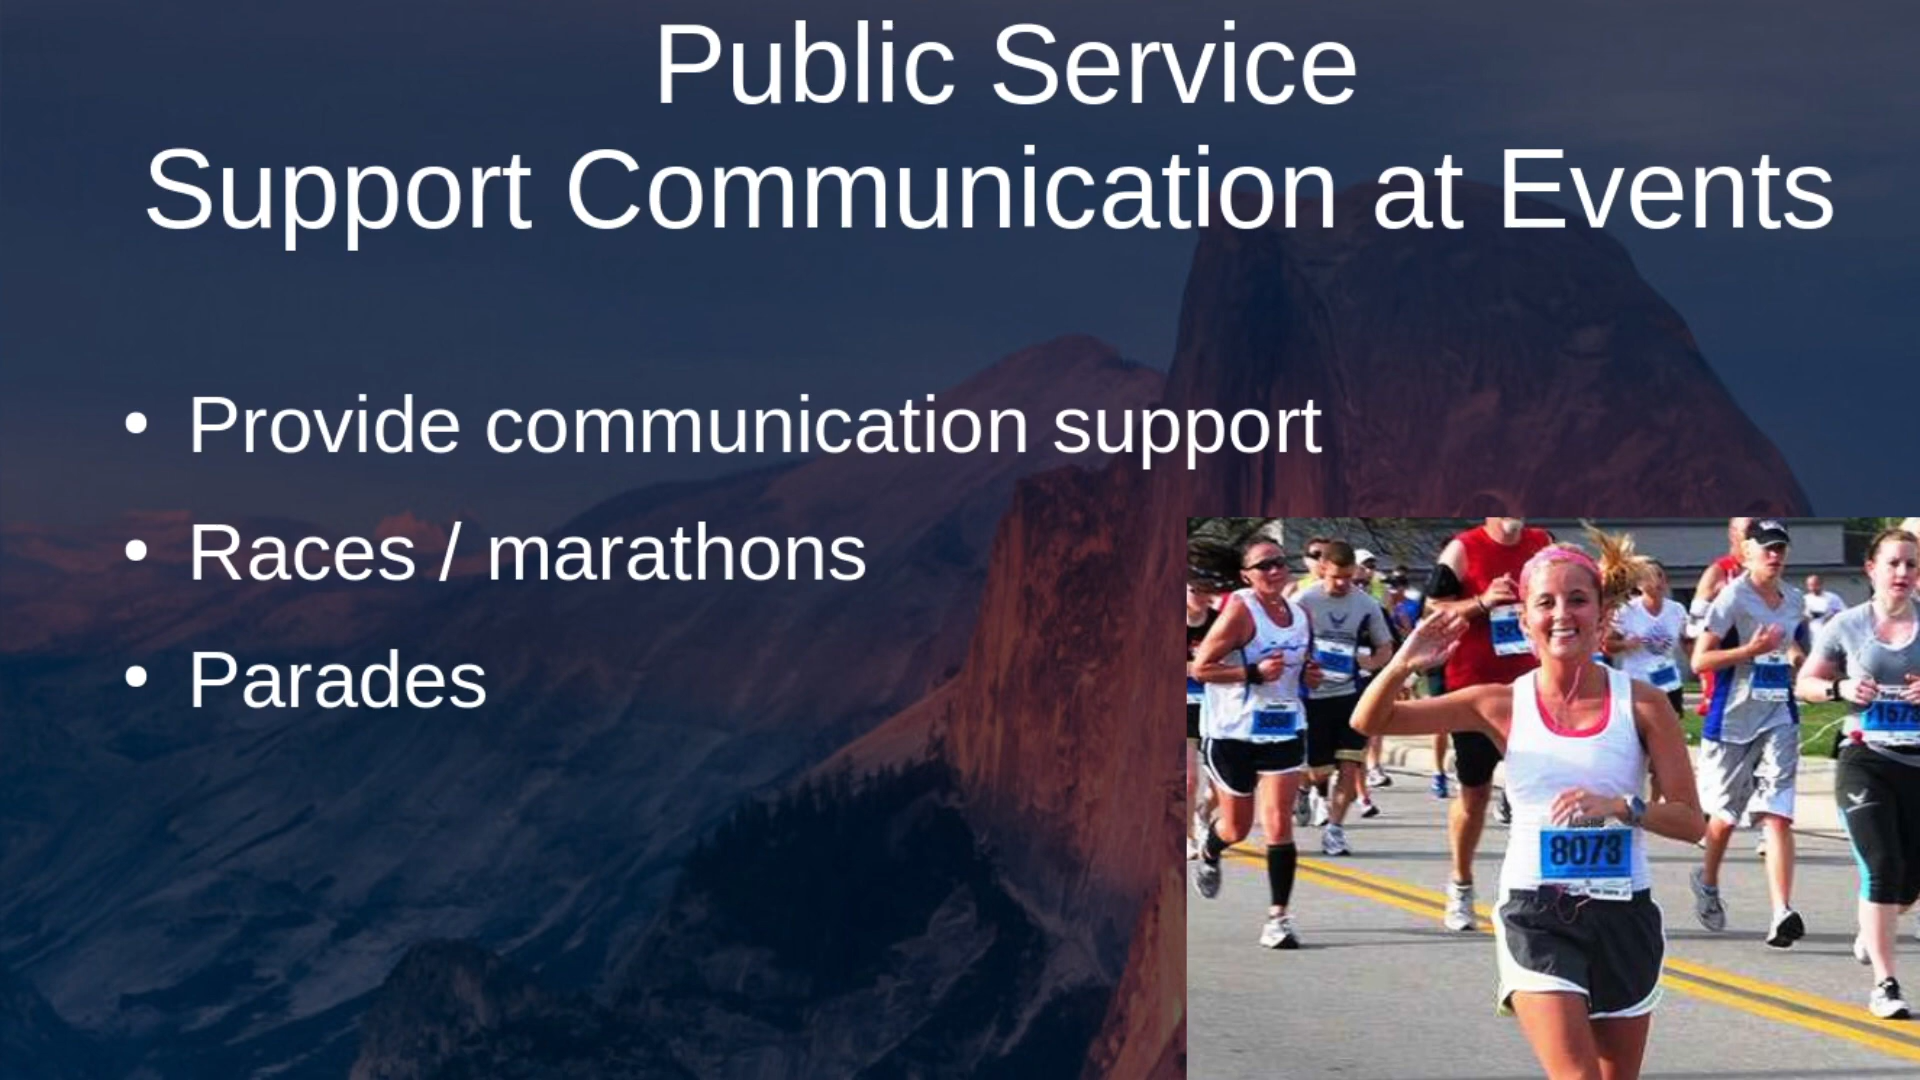 Public Service
Support Communication at Events
• Provide communication support
• Races / marathons
• Parades
8073